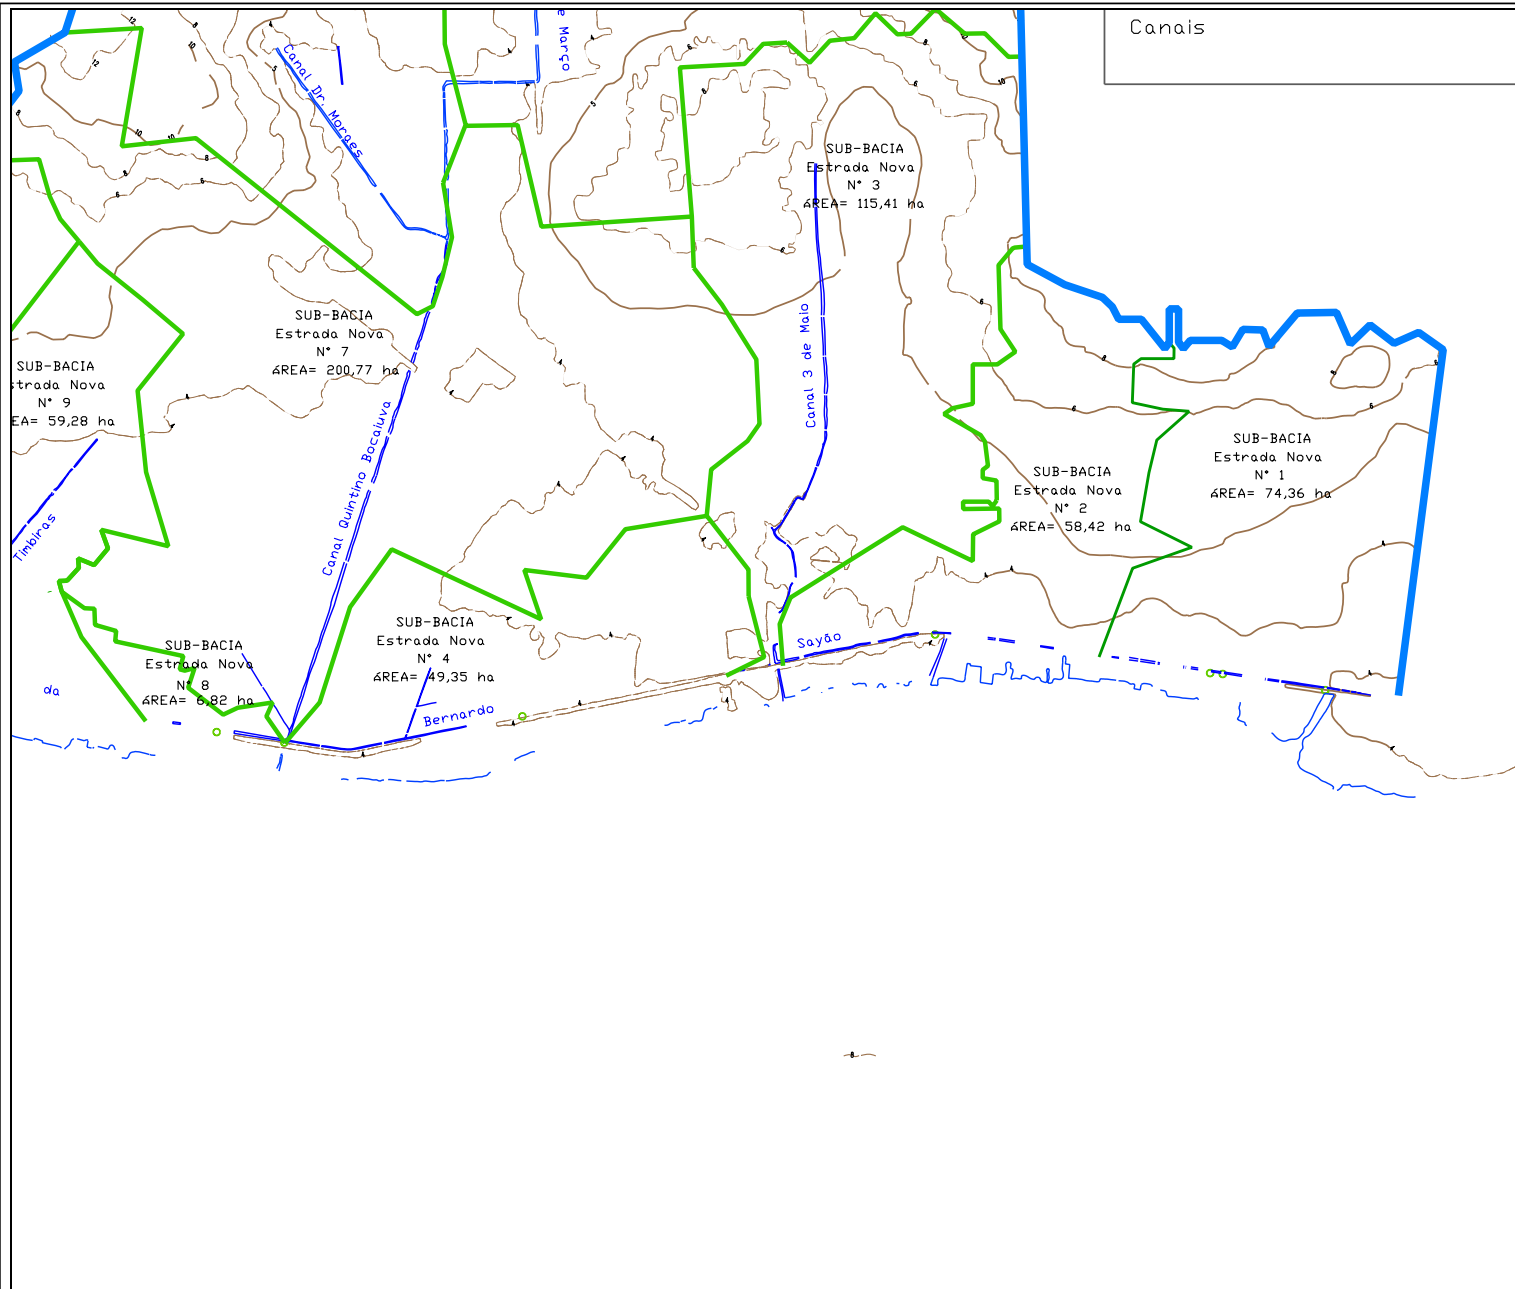 Canais
e Março
Canal Dr. Moraes
SUB-BACIA
Estrada Nova
N° 3
ÁREA= 115,41 ha
Canal 3 de Maio
SUB-BACIA
Estrada Nova
N° 7
ÁREA= 200,77 ha
SUB-BACIA
strada Nova
N° 9
EA= 59,28 ha
Canal Quintino Bocaiuva
Timbiras
SUB-BACIA
Estrada Nova
N° 1
ÁREA= 74,36 ha
SUB-BACIA
Estrada Nova
N° 2
ÁREA= 58,42 ha
SUB-BACIA
Estrada Nova
N° 4
ÁREA= 49,35 ha
SUB-BACIA
Estrada Nova
N° 8
ÁREA= 6,82 ha
da
Bernardo
Sayão